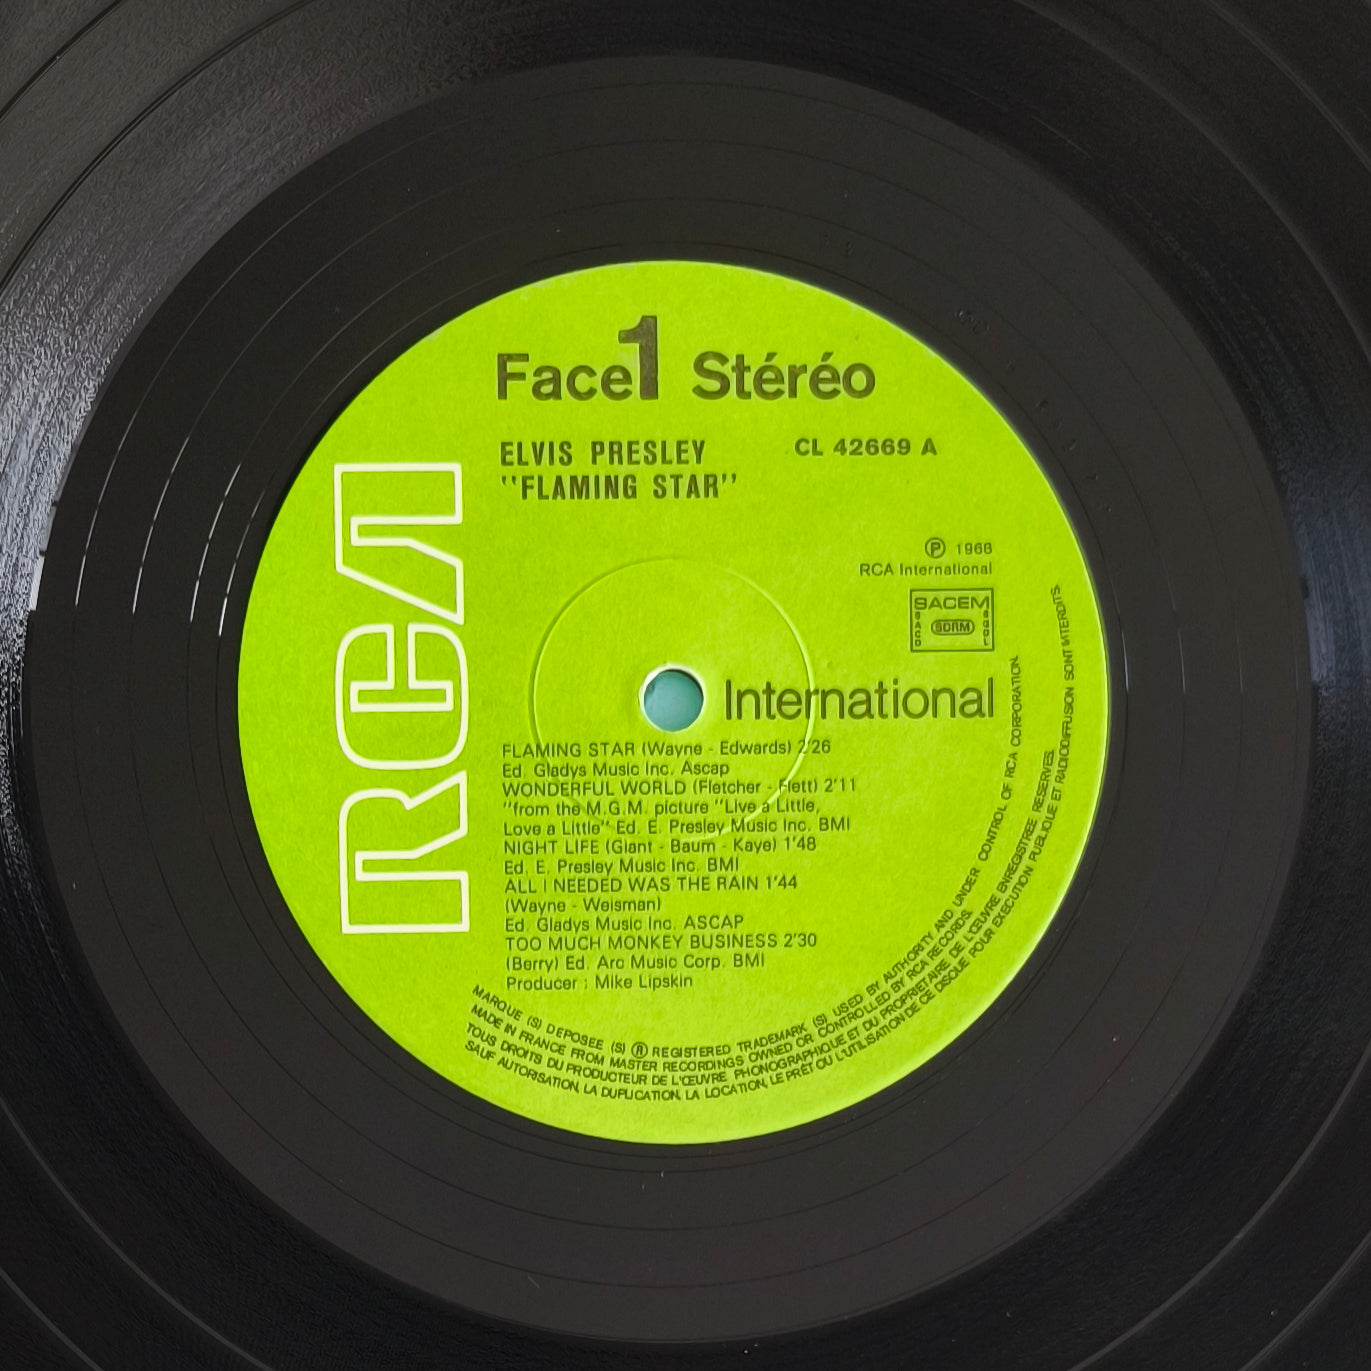 Face 1 Stéréo
ELVIS PRESLEY CL 42669 A
"FLAMING STAR"
Ⓟ 1968
RCA International
SACEM
SACD SDRM SGDL
RCA
International
FLAMING STAR (Wayne - Edwards) 2'26
Ed. Gladys Music Inc. Ascap
WONDERFUL WORLD (Fletcher - Flett) 2'11
"from the M.G.M. picture "Live a Little,
Love a Little" Ed. E. Presley Music Inc. BMI
NIGHT LIFE (Giant - Baum - Kaye) 1'48
Ed. E. Presley Music Inc. BMI
ALL I NEEDED WAS THE RAIN 1'44
(Wayne - Weisman)
Ed. Gladys Music Inc. ASCAP
TOO MUCH MONKEY BUSINESS 2'30
(Berry) Ed. Arc Music Corp. BMI
Producer : Mike Lipskin
MARQUE (S) DEPOSEE (S) ® REGISTERED TRADEMARK (S) USED BY AUTHORITY AND UNDER CONTROL OF RCA CORPORATION.
MADE IN FRANCE FROM MASTER RECORDINGS OWNED OR CONTROLLED BY RCA RECORDS.
TOUS DROITS DU PRODUCTEUR DE L'ŒUVRE PHONOGRAPHIQUE ET DU PROPRIETAIRE DE L'ŒUVRE ENREGISTREE RESERVES.
SAUF AUTORISATION, LA DUPLICATION, LA LOCATION, LE PRÊT OU L'UTILISATION DE CE DISQUE POUR EXECUTION PUBLIQUE ET RADIODIFFUSION SONT INTERDITS.